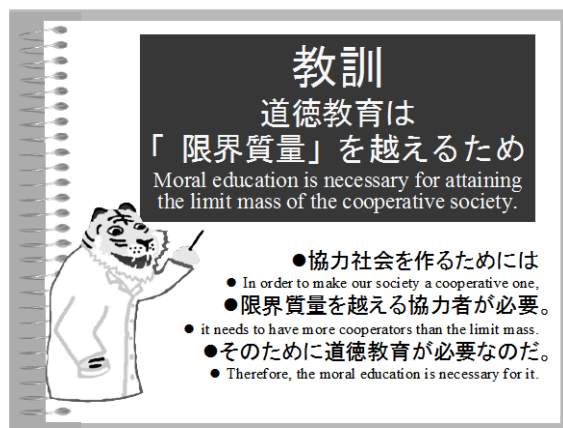 教訓
道徳教育は
「 限界質量」を越えるため
Moral education is necessary for attaining
the limit mass of the cooperative society.
●協力社会を作るためには
● In order to make our society a cooperative one,
●限界質量を越える協力者が必要。
● it needs to have more cooperators than the limit mass.
●そのために道徳教育が必要なのだ。
● Therefore, the moral education is necessary for it.